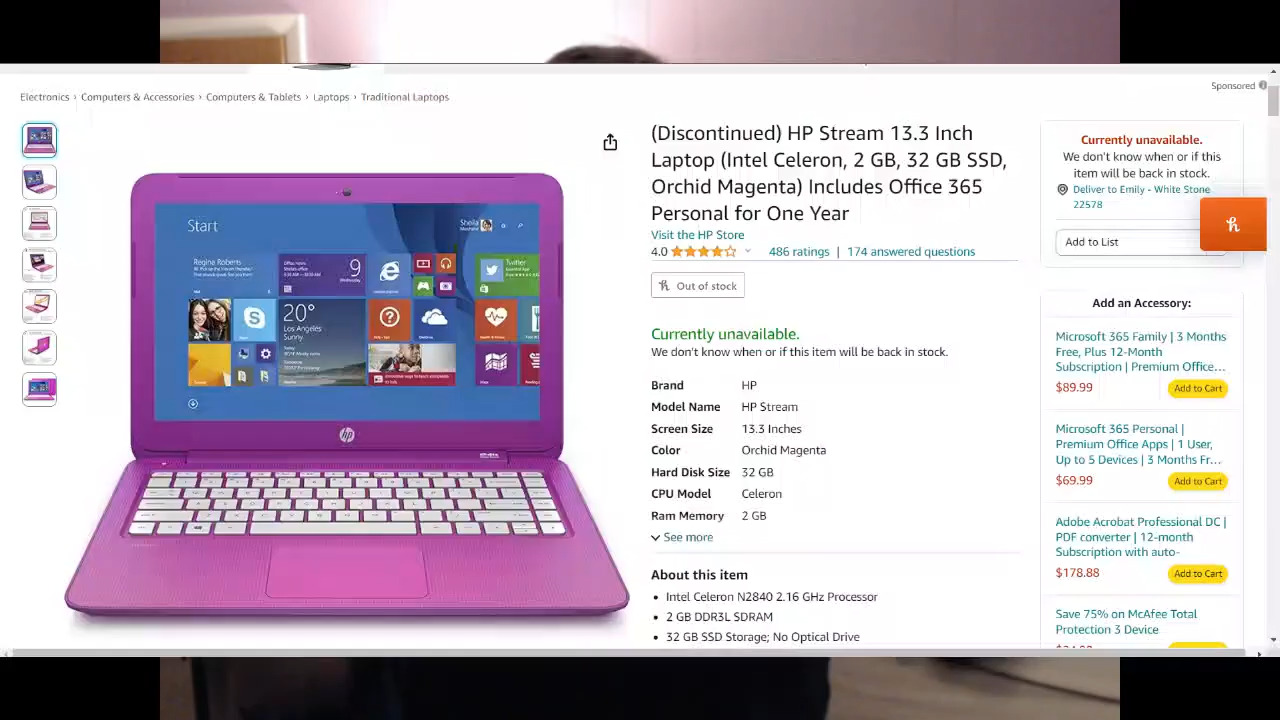 Sponsored
Electronics › Computers & Accessories › Computers & Tablets › Laptops › Traditional Laptops
(Discontinued) HP Stream 13.3 Inch
Laptop (Intel Celeron, 2 GB, 32 GB SSD,
Orchid Magenta) Includes Office 365
Personal for One Year
Visit the HP Store
4.0 486 ratings | 174 answered questions
Out of stock
Currently unavailable.
We don't know when or if this item will be back in stock.
Brand HP
Model Name HP Stream
Screen Size 13.3 Inches
Color Orchid Magenta
Hard Disk Size 32 GB
CPU Model Celeron
Ram Memory 2 GB
See more
About this item
• Intel Celeron N2840 2.16 GHz Processor
• 2 GB DDR3L SDRAM
• 32 GB SSD Storage; No Optical Drive
Start
Sheila
Regina Roberts
9
Wednesday
Twitter
20°
Los Angeles
Sunny
hp
Currently unavailable.
We don't know when or if this
item will be back in stock.
Deliver to Emily - White Stone
22578
Add to List
h
Add an Accessory:
Microsoft 365 Family | 3 Months
Free, Plus 12-Month
Subscription | Premium Office…
$89.99 Add to Cart
Microsoft 365 Personal |
Premium Office Apps | 1 User,
Up to 5 Devices | 3 Months Fr…
$69.99 Add to Cart
Adobe Acrobat Professional DC |
PDF converter | 12-month
Subscription with auto-
$178.88 Add to Cart
Save 75% on McAfee Total
Protection 3 Device